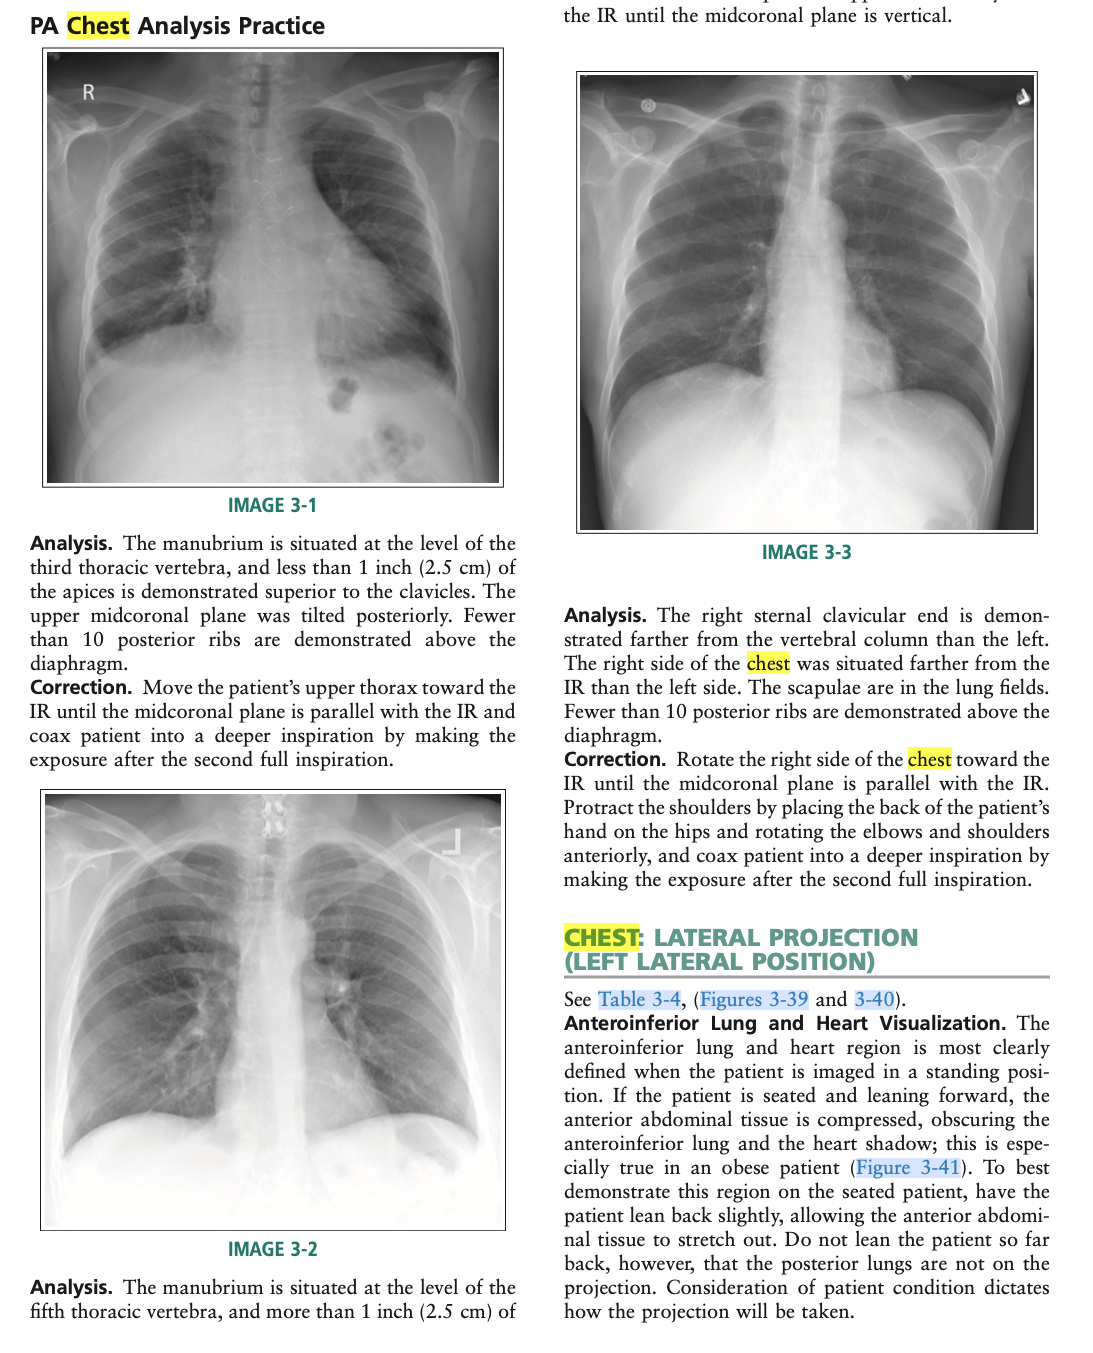 PA Chest Analysis Practice
R
IMAGE 3-1
Analysis. The manubrium is situated at the level of the
third thoracic vertebra, and less than 1 inch (2.5 cm) of
the apices is demonstrated superior to the clavicles. The
upper midcoronal plane was tilted posteriorly. Fewer
than 10 posterior ribs are demonstrated above the
diaphragm.
Correction. Move the patient's upper thorax toward the
IR until the midcoronal plane is parallel with the IR and
coax patient into a deeper inspiration by making the
exposure after the second full inspiration.
L
IMAGE 3-2
Analysis. The manubrium is situated at the level of the
fifth thoracic vertebra, and more than 1 inch (2.5 cm) of
the IR until the midcoronal plane is vertical.
IMAGE 3-3
Analysis. The right sternal clavicular end is demon-
strated farther from the vertebral column than the left.
The right side of the chest was situated farther from the
IR than the left side. The scapulae are in the lung fields.
Fewer than 10 posterior ribs are demonstrated above the
diaphragm.
Correction. Rotate the right side of the chest toward the
IR until the midcoronal plane is parallel with the IR.
Protract the shoulders by placing the back of the patient's
hand on the hips and rotating the elbows and shoulders
anteriorly, and coax patient into a deeper inspiration by
making the exposure after the second full inspiration.
CHEST: LATERAL PROJECTION
(LEFT LATERAL POSITION)
See Table 3-4, (Figures 3-39 and 3-40).
Anteroinferior Lung and Heart Visualization. The
anteroinferior lung and heart region is most clearly
defined when the patient is imaged in a standing posi-
tion. If the patient is seated and leaning forward, the
anterior abdominal tissue is compressed, obscuring the
anteroinferior lung and the heart shadow; this is espe-
cially true in an obese patient (Figure 3-41). To best
demonstrate this region on the seated patient, have the
patient lean back slightly, allowing the anterior abdomi-
nal tissue to stretch out. Do not lean the patient so far
back, however, that the posterior lungs are not on the
projection. Consideration of patient condition dictates
how the projection will be taken.